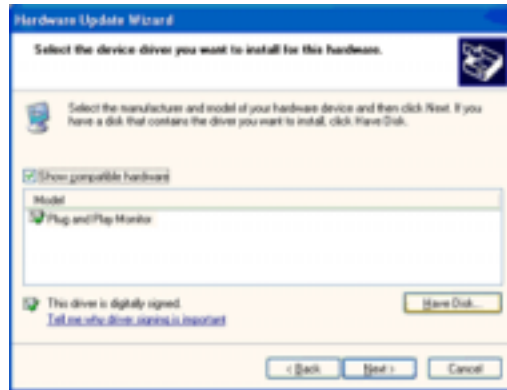 Hardware Update Wizard
Select the device driver you want to install for this hardware.
Select the manufacturer and model of your hardware device and then click Next. If you
have a disk that contains the driver you want to install, click Have Disk.
Show compatible hardware
Model
Plug and Play Monitor
This driver is digitally signed.
Have Disk...
Tell me why driver signing is important
< Back
Next >
Cancel